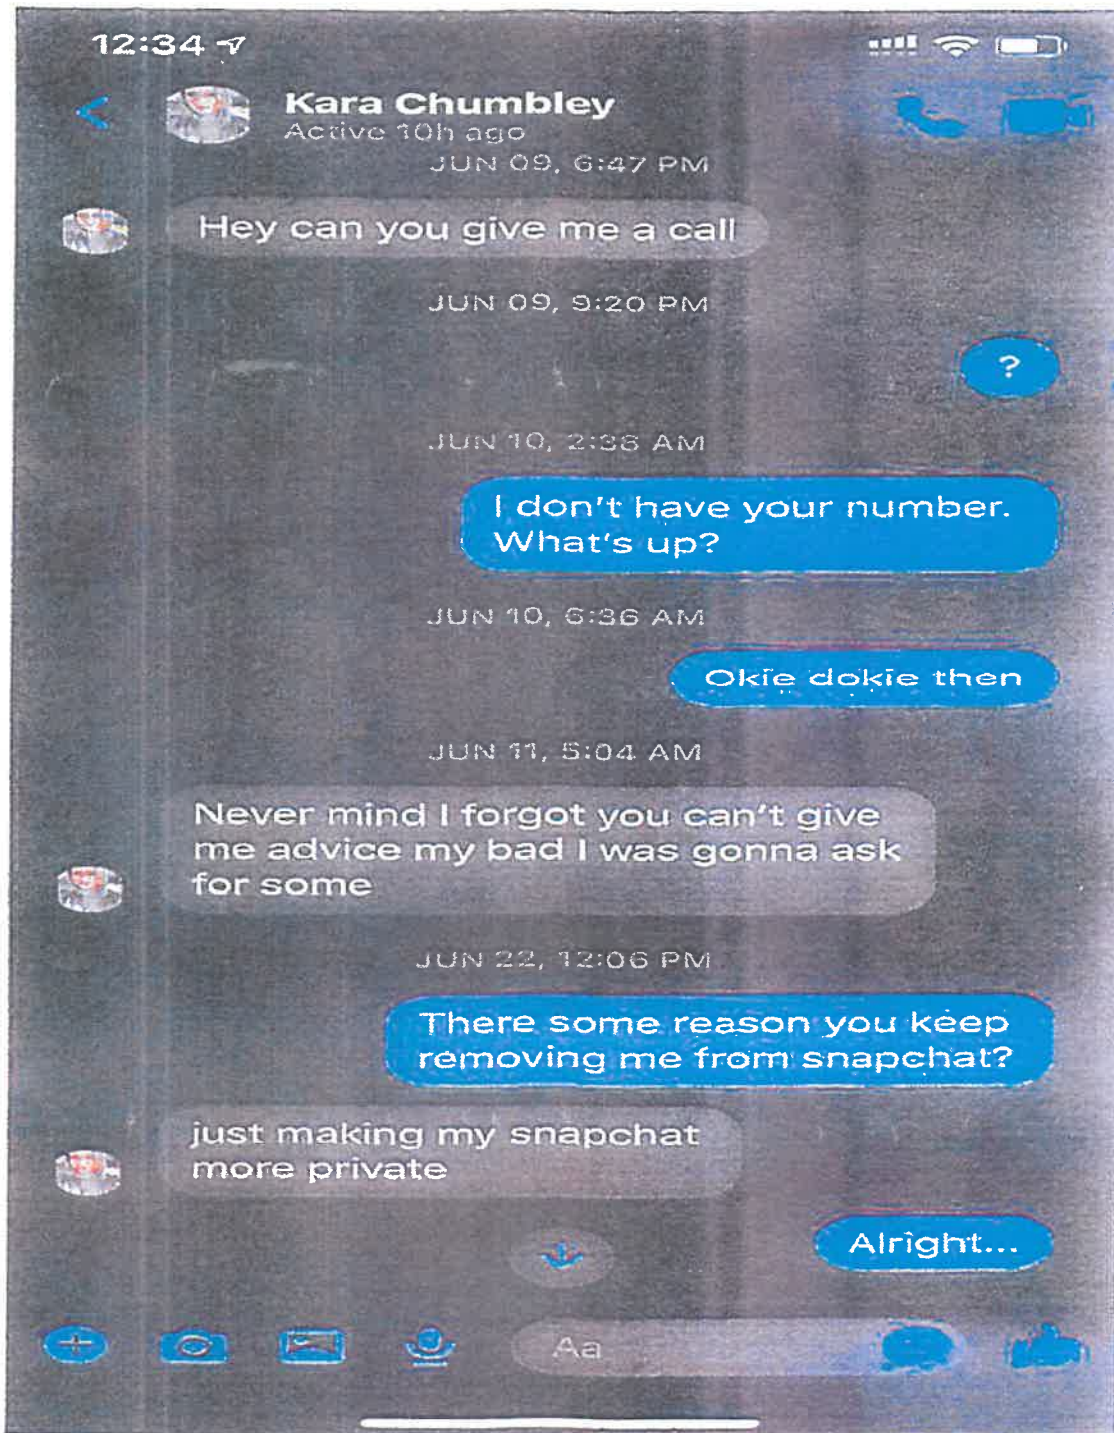 12:34
Kara Chumbley
Active 10h ago
JUN 09, 6:47 PM
Hey can you give me a call
JUN 09, 9:20 PM
?
JUN 10, 2:36 AM
I don't have your number.
What's up?
JUN 10, 6:36 AM
Okie dokie then
JUN 11, 5:04 AM
Never mind I forgot you can't give
me advice my bad I was gonna ask
for some
JUN 22, 12:06 PM
There some reason you keep
removing me from snapchat?
just making my snapchat
more private
Alright...
Aa